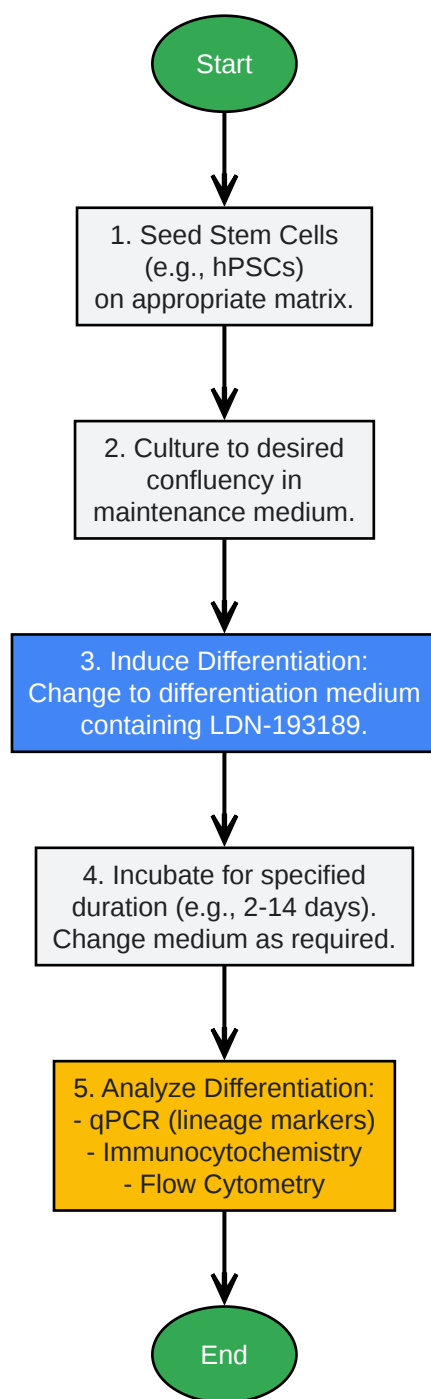 Start
1. Seed Stem Cells
(e.g., hPSCs)
on appropriate matrix.
2. Culture to desired
confluency in
maintenance medium.
3. Induce Differentiation:
Change to differentiation medium
containing LDN-193189.
4. Incubate for specified
duration (e.g., 2-14 days).
Change medium as required.
5. Analyze Differentiation:
- qPCR (lineage markers)
- Immunocytochemistry
- Flow Cytometry
End